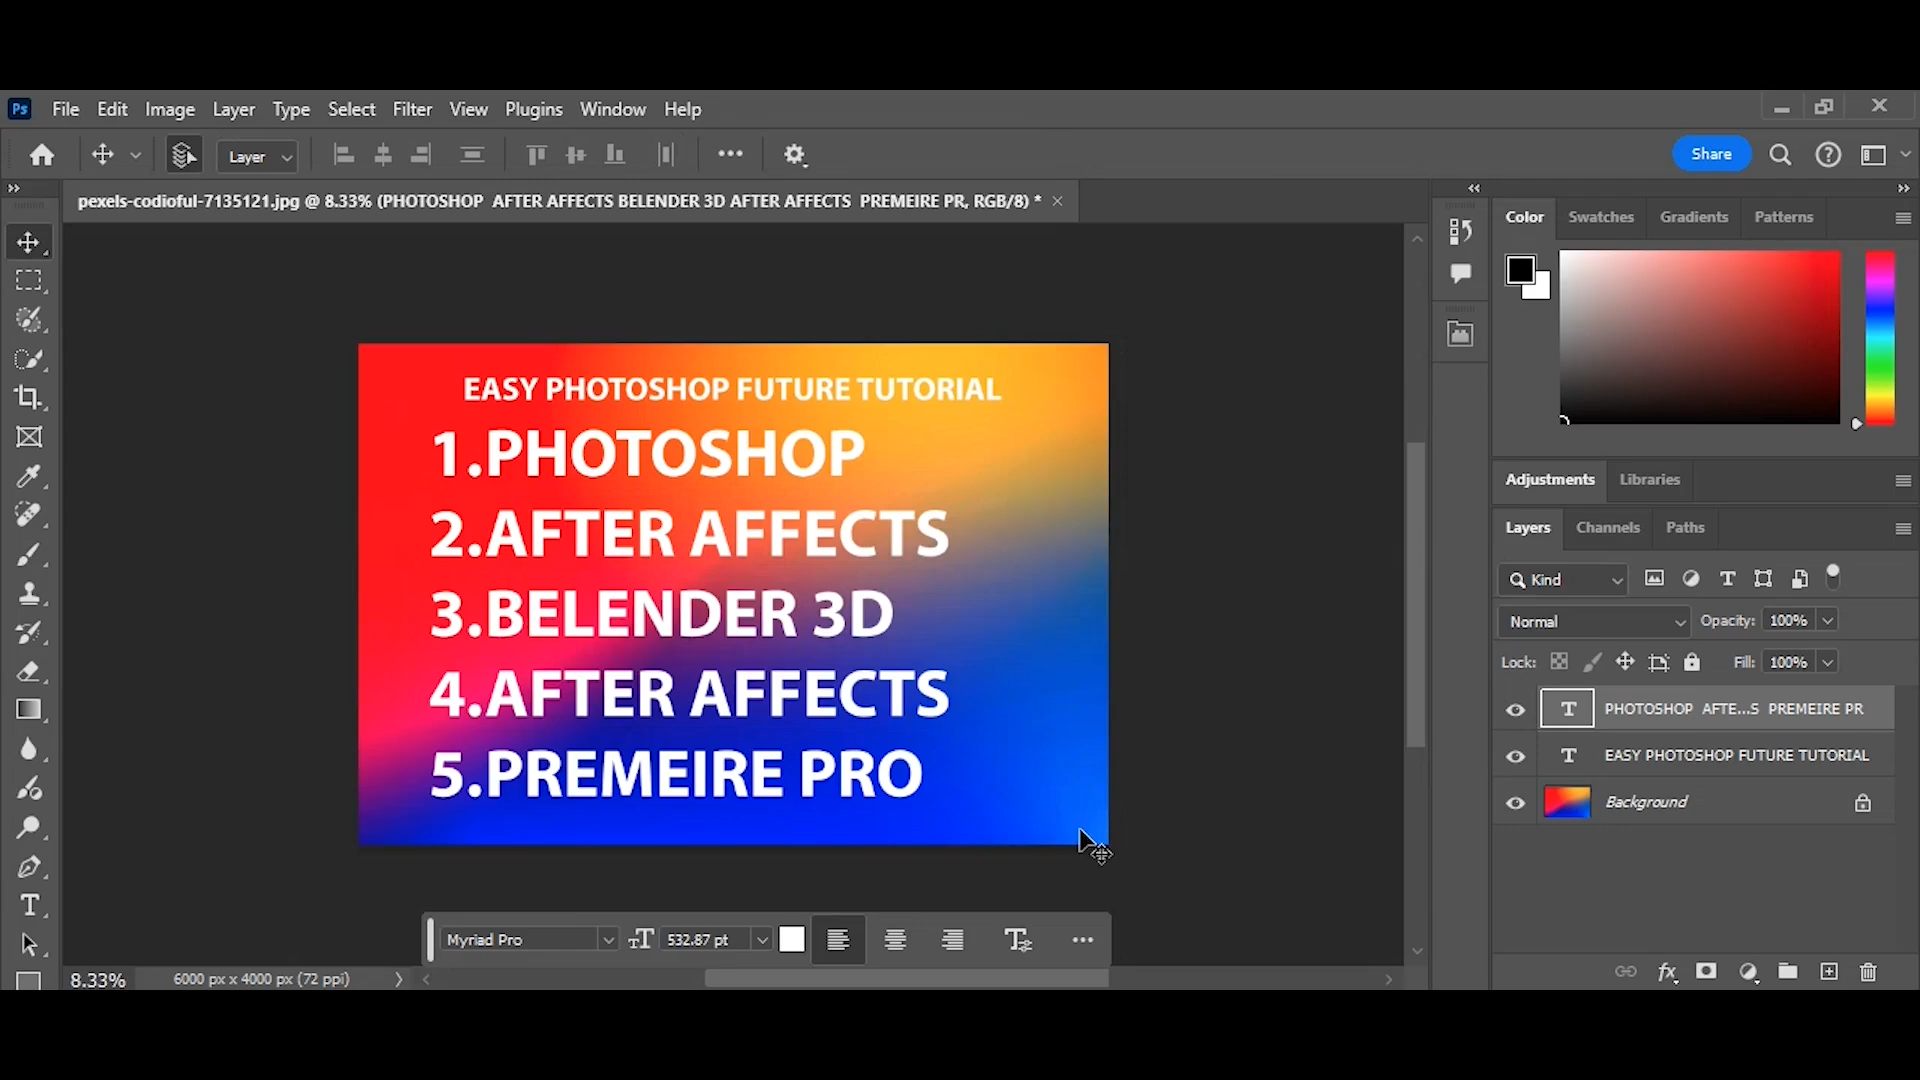 Ps File Edit Image Layer Type Select Filter View Plugins Window Help
Layer Share
pexels-codioful-7135121.jpg @ 8.33% (PHOTOSHOP AFTER AFFECTS BELENDER 3D AFTER AFFECTS PREMEIRE PR, RGB/8) *
Color Swatches Gradients Patterns
EASY PHOTOSHOP FUTURE TUTORIAL
1.PHOTOSHOP
2.AFTER AFFECTS
3.BELENDER 3D
4.AFTER AFFECTS
5.PREMEIRE PRO
Adjustments Libraries
Layers Channels Paths
Kind
Normal Opacity: 100%
Lock: Fill: 100%
PHOTOSHOP AFTE...S PREMEIRE PR
EASY PHOTOSHOP FUTURE TUTORIAL
Background
Myriad Pro 532.87 pt
8.33% 6000 px x 4000 px (72 ppi)